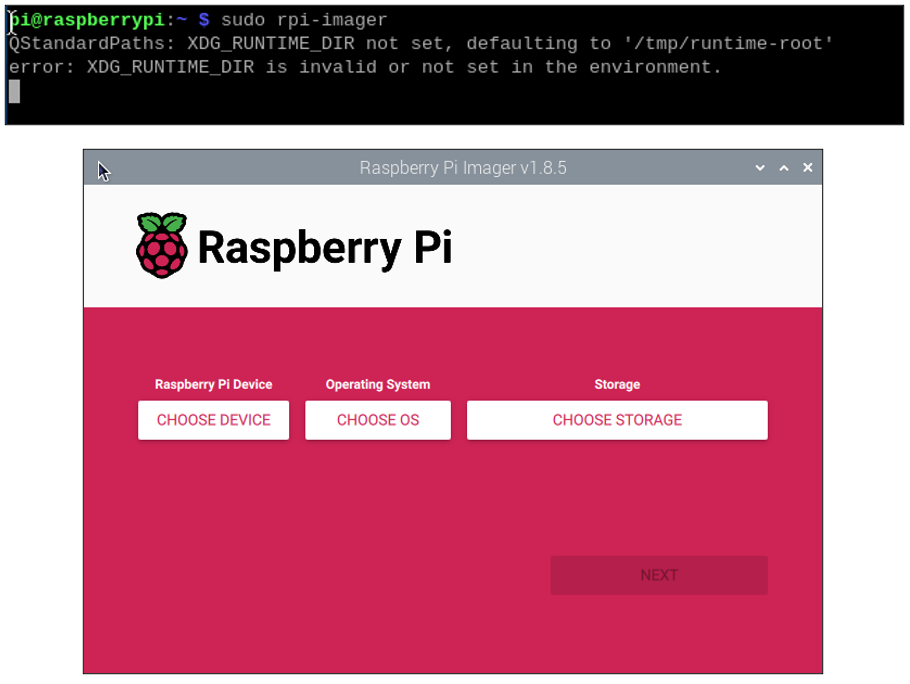 pi@raspberrypi:~ $ sudo rpi-imager
QStandardPaths: XDG_RUNTIME_DIR not set, defaulting to '/tmp/runtime-root'
error: XDG_RUNTIME_DIR is invalid or not set in the environment.
Raspberry Pi Imager v1.8.5
Raspberry Pi
Raspberry Pi Device Operating System Storage
CHOOSE DEVICE CHOOSE OS CHOOSE STORAGE
NEXT